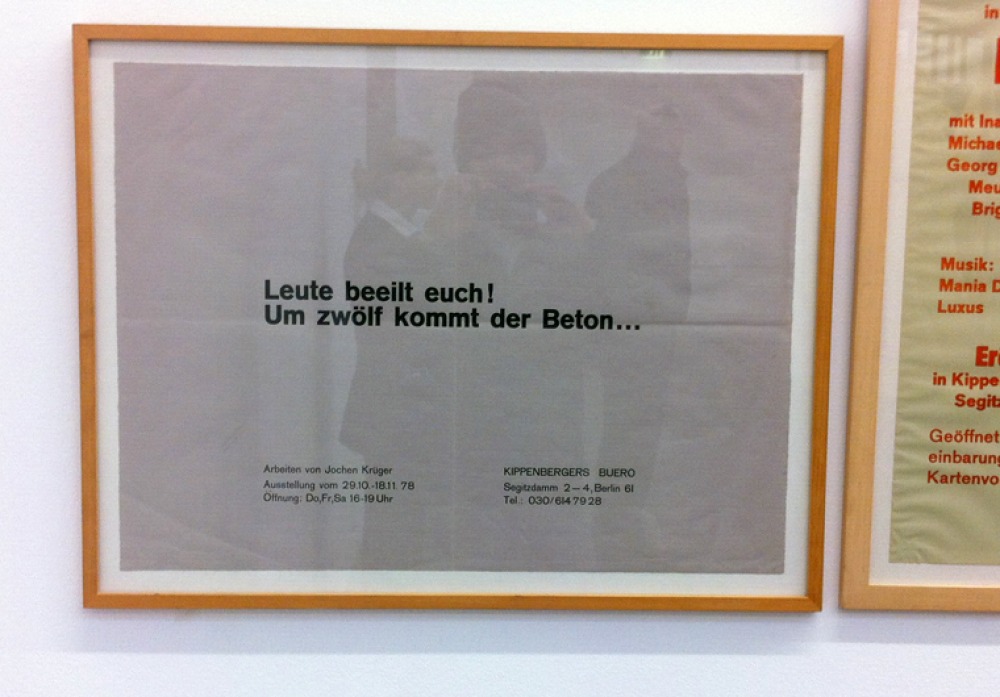 Leute beeilt euch!
Um zwölf kommt der Beton...
Arbeiten von Jochen Krüger
Ausstellung vom 29.10.-18.11. 78
Öffnung: Do,Fr,Sa 16-19 Uhr
KIPPENBERGERS BUERO
Segitzdamm 2-4, Berlin 61
Tel.: 030/614 79 28
in
mit Ina
Michae
Georg
Meu
Brig
Musik:
Mania D
Luxus
Erö
in Kippe
Segitz
Geöffnet
einbarung
Kartenvo